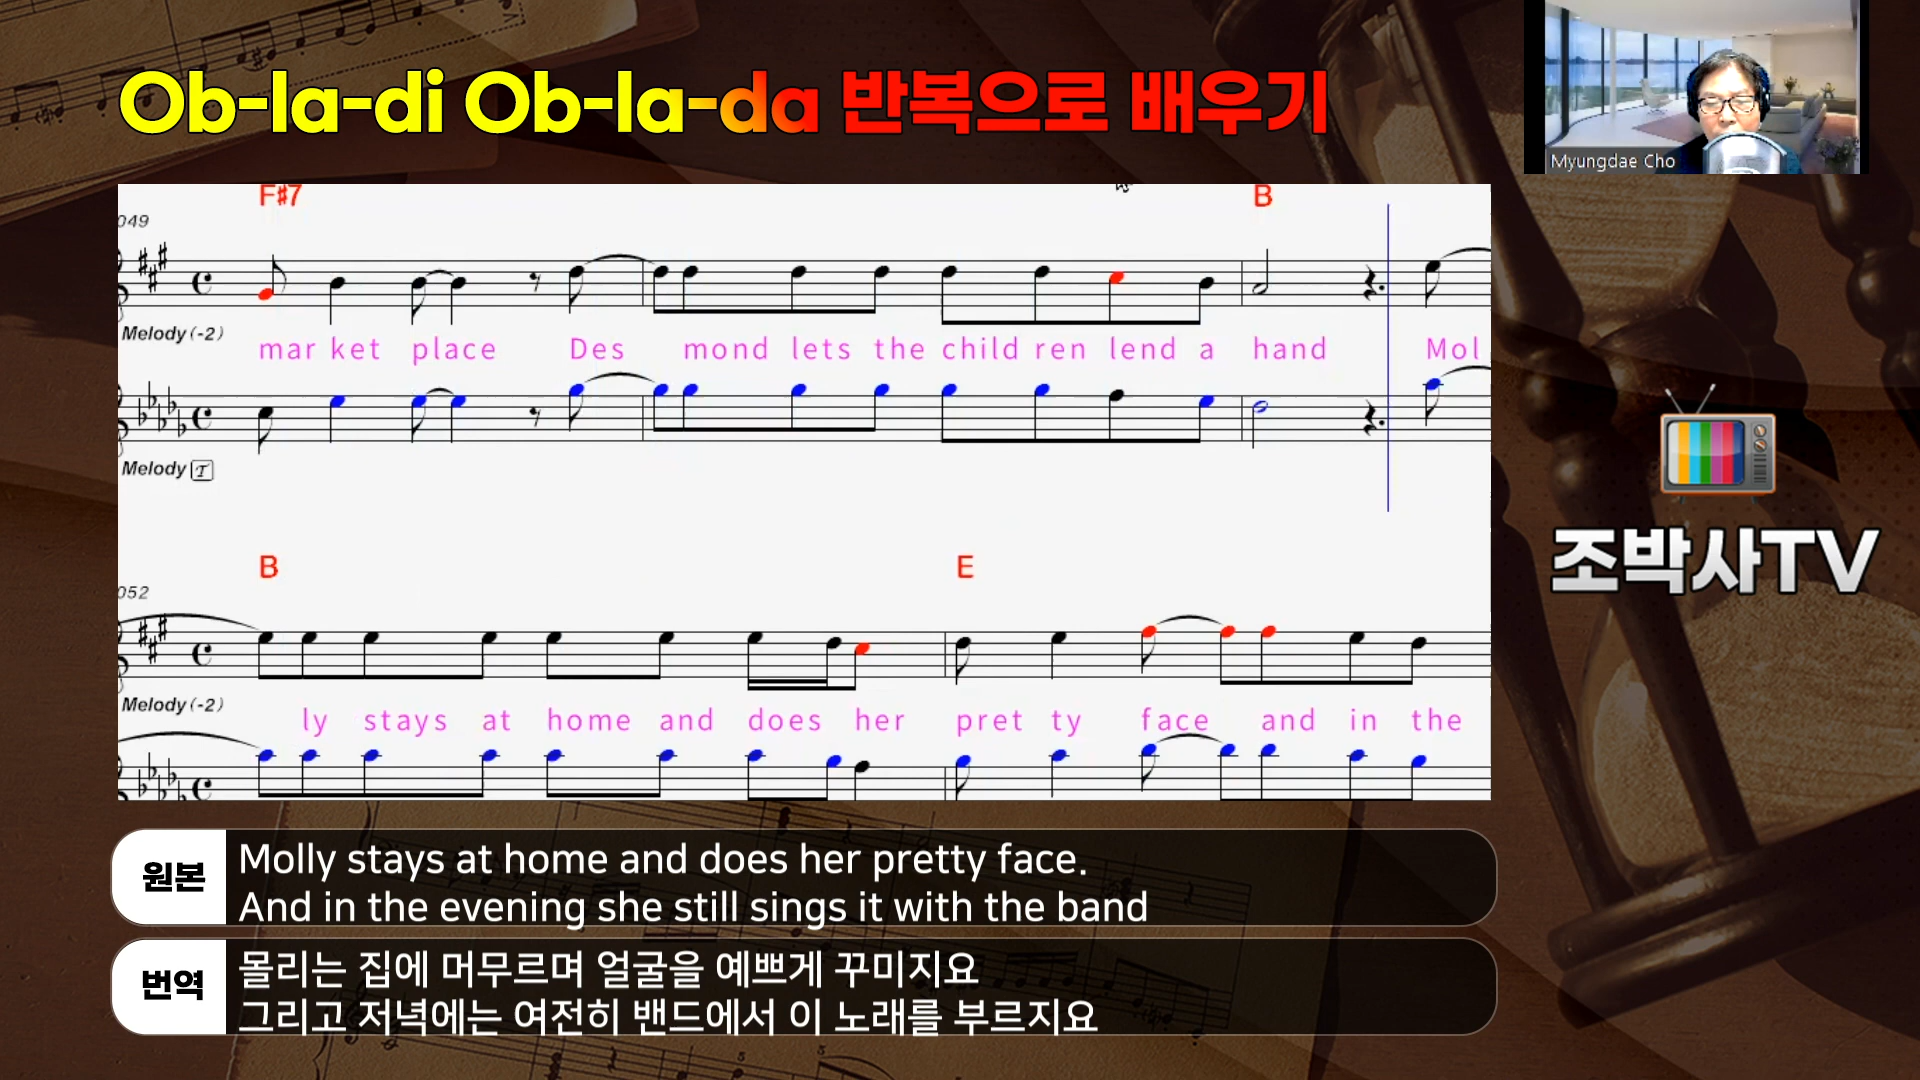 Ob-la-di Ob-la-da 반복으로 배우기
Myungdae Cho
F#7
B
049
Melody(-2)
mar ket place Des mond lets the child ren lend a hand Mol
Melody T
B
E
052
Melody(-2)
ly stays at home and does her pret ty face and in the
조박사TV
원본
Molly stays at home and does her pretty face.
And in the evening she still sings it with the band
번역
몰리는 집에 머무르며 얼굴을 예쁘게 꾸미지요
그리고 저녁에는 여전히 밴드에서 이 노래를 부르지요